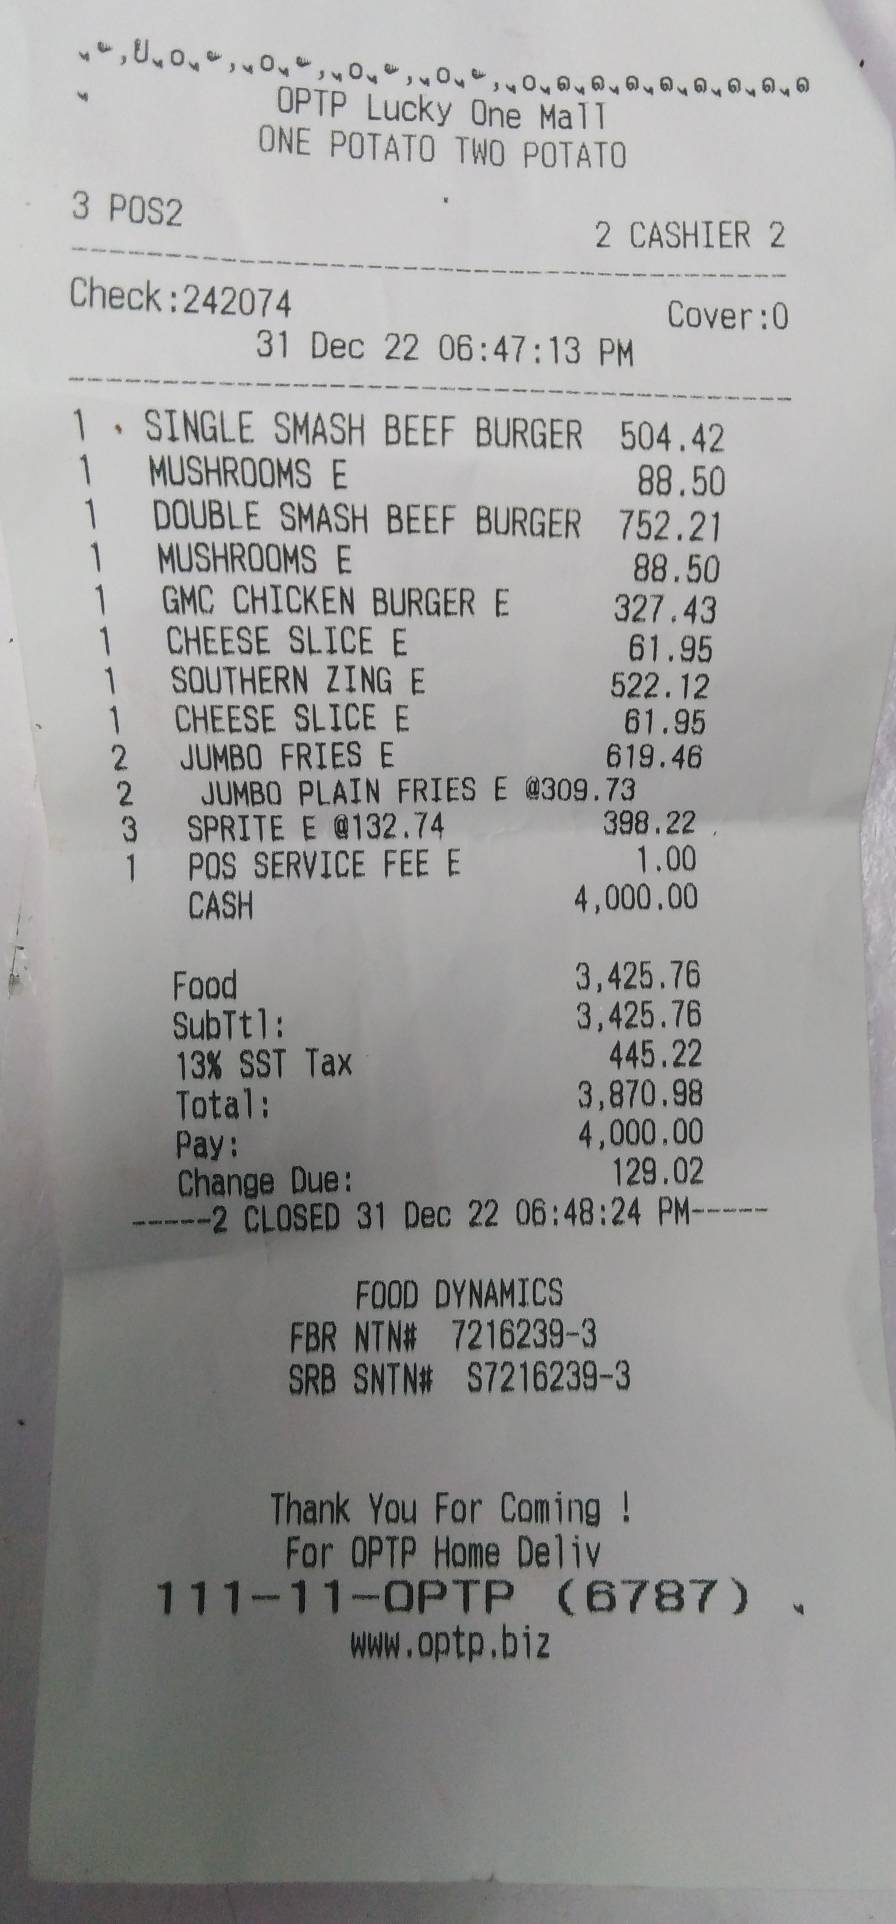 OPTP Lucky One Mall
ONE POTATO TWO POTATO
3 POS2 2 CASHIER 2
Check:242074 Cover:0
31 Dec 22 06:47:13 PM
1 SINGLE SMASH BEEF BURGER 504.42
1 MUSHROOMS E 88.50
1 DOUBLE SMASH BEEF BURGER 752.21
1 MUSHROOMS E 88.50
1 GMC CHICKEN BURGER E 327.43
1 CHEESE SLICE E 61.95
1 SOUTHERN ZING E 522.12
1 CHEESE SLICE E 61.95
2 JUMBO FRIES E 619.46
2 JUMBO PLAIN FRIES E @309.73
3 SPRITE E @132.74 398.22
1 POS SERVICE FEE E 1.00
CASH 4,000.00
Food 3,425.76
SubTtl: 3,425.76
13% SST Tax 445.22
Total: 3,870.98
Pay: 4,000.00
Change Due: 129.02
-----2 CLOSED 31 Dec 22 06:48:24 PM-----
FOOD DYNAMICS
FBR NTN# 7216239-3
SRB SNTN# S7216239-3
Thank You For Coming !
For OPTP Home Deliv
111-11-OPTP (6787)
www.optp.biz